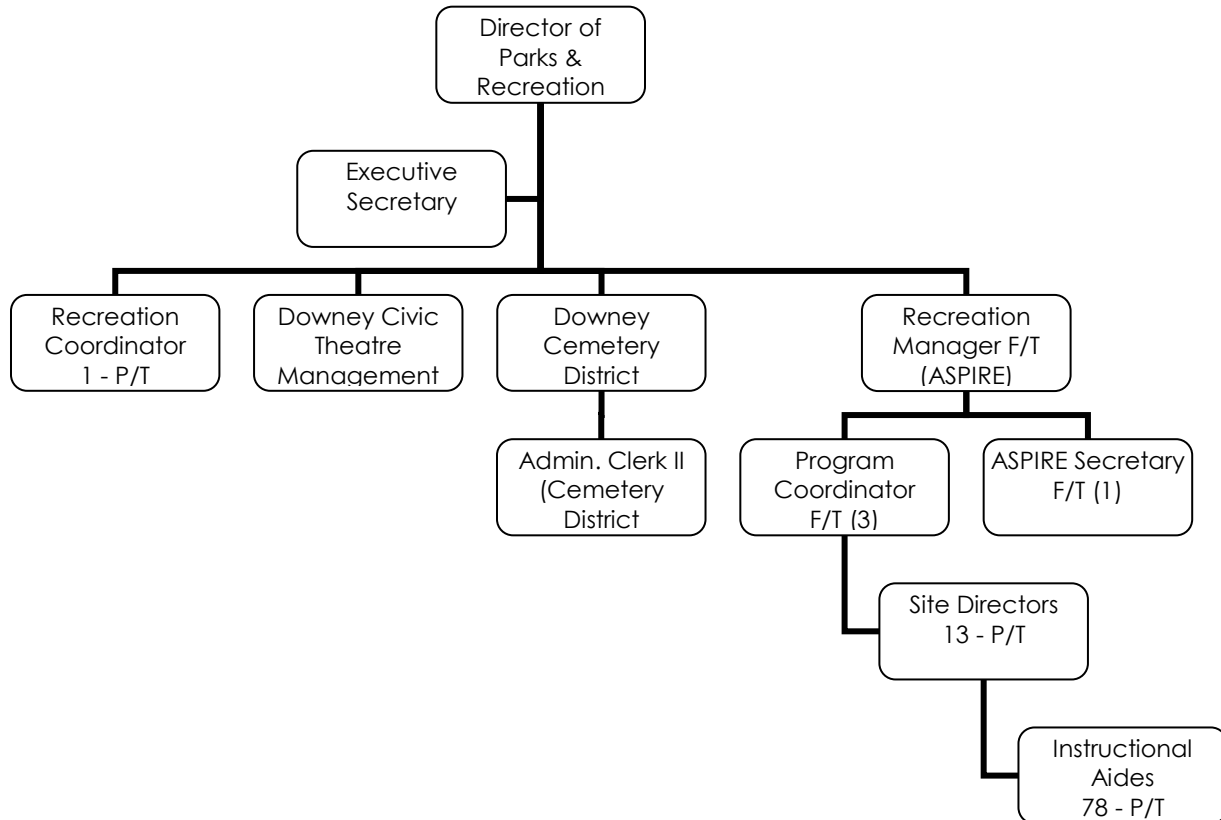 Director of
Parks &
Recreation
Executive
Secretary
Recreation
Coordinator
1 - P/T
Downey Civic
Theatre
Management
Downey
Cemetery
District
Recreation
Manager F/T
(ASPIRE)
Admin. Clerk II
(Cemetery
District
Program
Coordinator
F/T (3)
ASPIRE Secretary
F/T (1)
Site Directors
13 - P/T
Instructional
Aides
78 - P/T